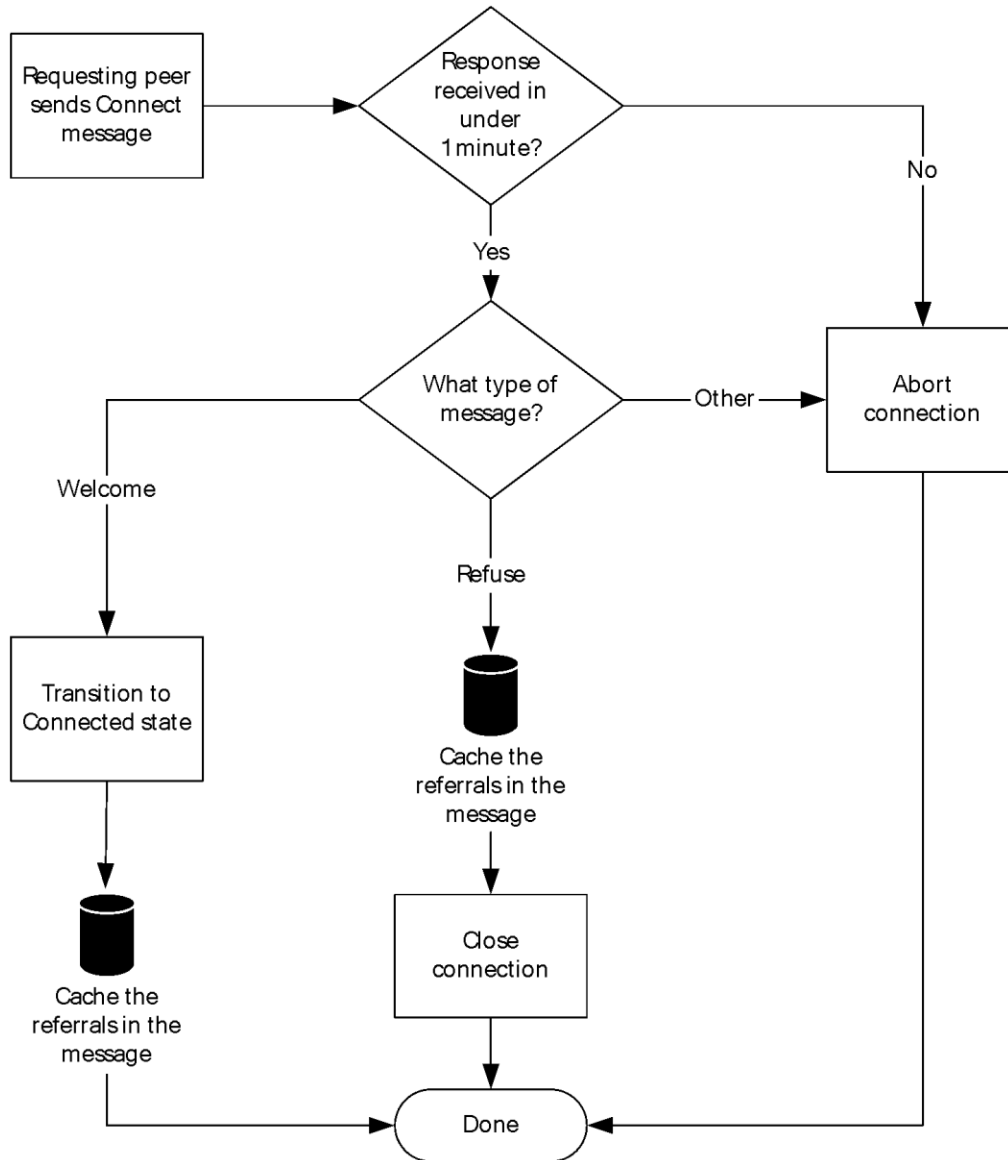 Requesting peer
sends Connect
message
Response
received in
under
1 minute?
No
Yes
What type of
message?
Other
Abort
connection
Welcome
Refuse
Transition to
Connected state
Cache the
referrals in the
message
Close
connection
Cache the
referrals in the
message
Done